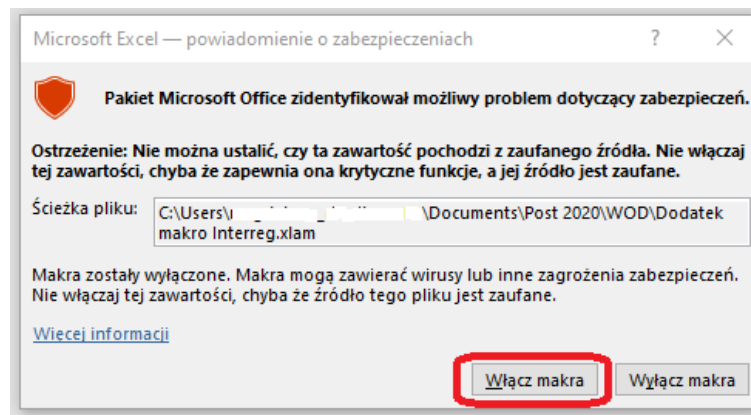 Microsoft Excel — powiadomienie o zabezpieczeniach
Pakiet Microsoft Office zidentyfikował możliwy problem dotyczący zabezpieczeń.
Ostrzeżenie: Nie można ustalić, czy ta zawartość pochodzi z zaufanego źródła. Nie włączaj
tej zawartości, chyba że zapewnia ona krytyczne funkcje, a jej źródło jest zaufane.
Ścieżka pliku:
C:\Users\ \Documents\Post 2020\WOD\Dodatek
makro Interreg.xlam
Makra zostały wyłączone. Makra mogą zawierać wirusy lub inne zagrożenia zabezpieczeń.
Nie włączaj tej zawartości, chyba że źródło tego pliku jest zaufane.
Więcej informacji
Włącz makra
Wyłącz makra